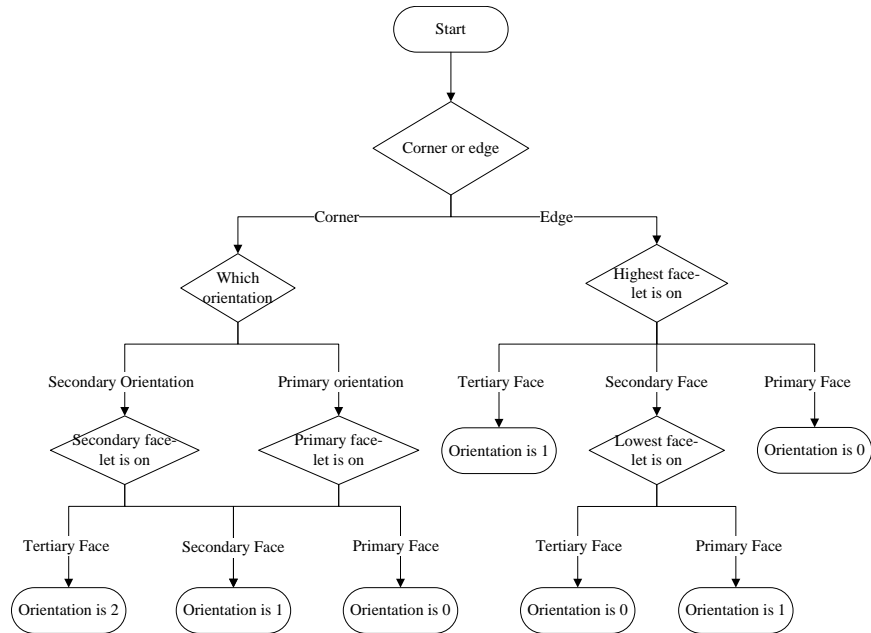 Start
Corner or edge
Corner
Edge
Which
orientation
Highest face-
let is on
Secondary Orientation
Primary orientation
Tertiary Face
Secondary Face
Primary Face
Secondary face-
let is on
Primary face-
let is on
Orientation is 1
Lowest face-
let is on
Orientation is 0
Tertiary Face
Secondary Face
Primary Face
Tertiary Face
Primary Face
Orientation is 2
Orientation is 1
Orientation is 0
Orientation is 0
Orientation is 1